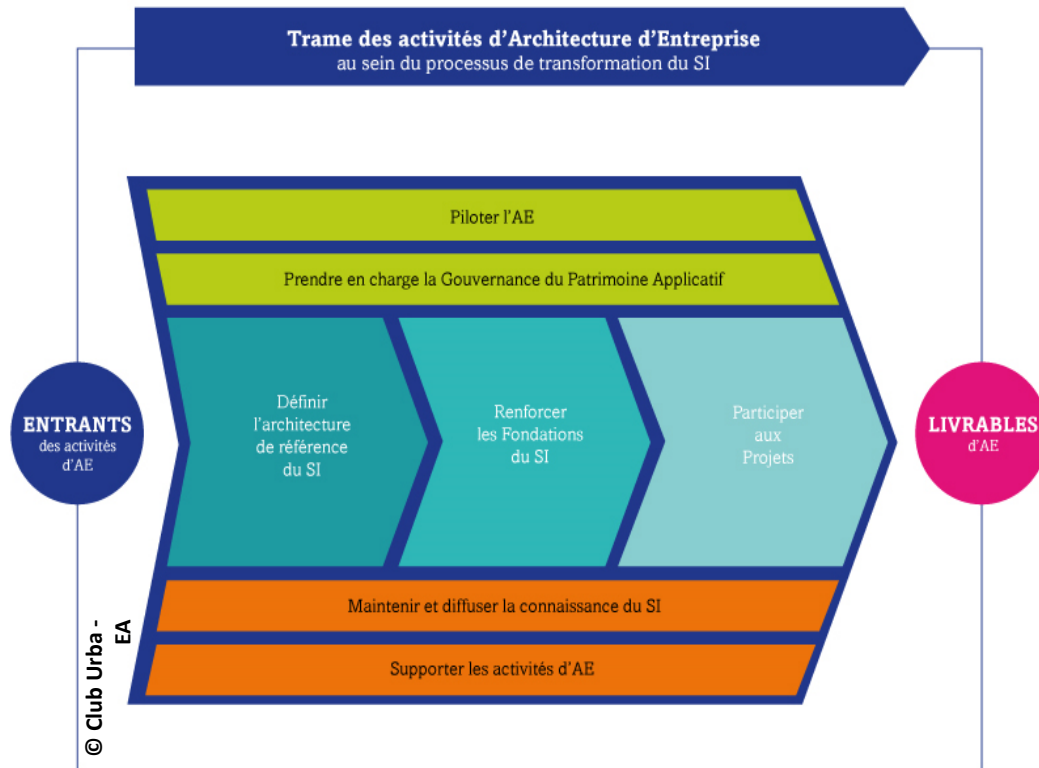 Trame des activités d’Architecture d’Entreprise
au sein du processus de transformation du SI
Piloter l’AE
Prendre en charge la Gouvernance du Patrimoine Applicatif
ENTRANTS
des activités
d’AE
Définir
l’architecture
de référence
du SI
Renforcer
les Fondations
du SI
Participer
aux
Projets
LIVRABLES
d’AE
Maintenir et diffuser la connaissance du SI
Supporter les activités d’AE
© Club Urba -
EA